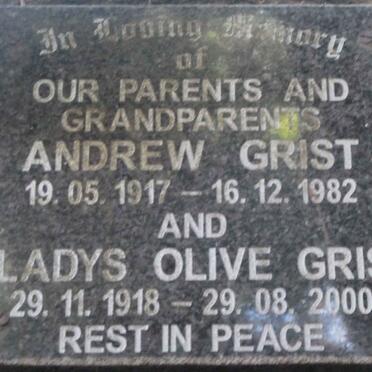 In Loving Memory
of
OUR PARENTS AND
GRANDPARENTS
ANDREW GRIST
19. 05. 1917 – 16. 12. 1982
AND
LADYS OLIVE GRIS
29. 11. 1918 – 29. 08. 2000
REST IN PEACE